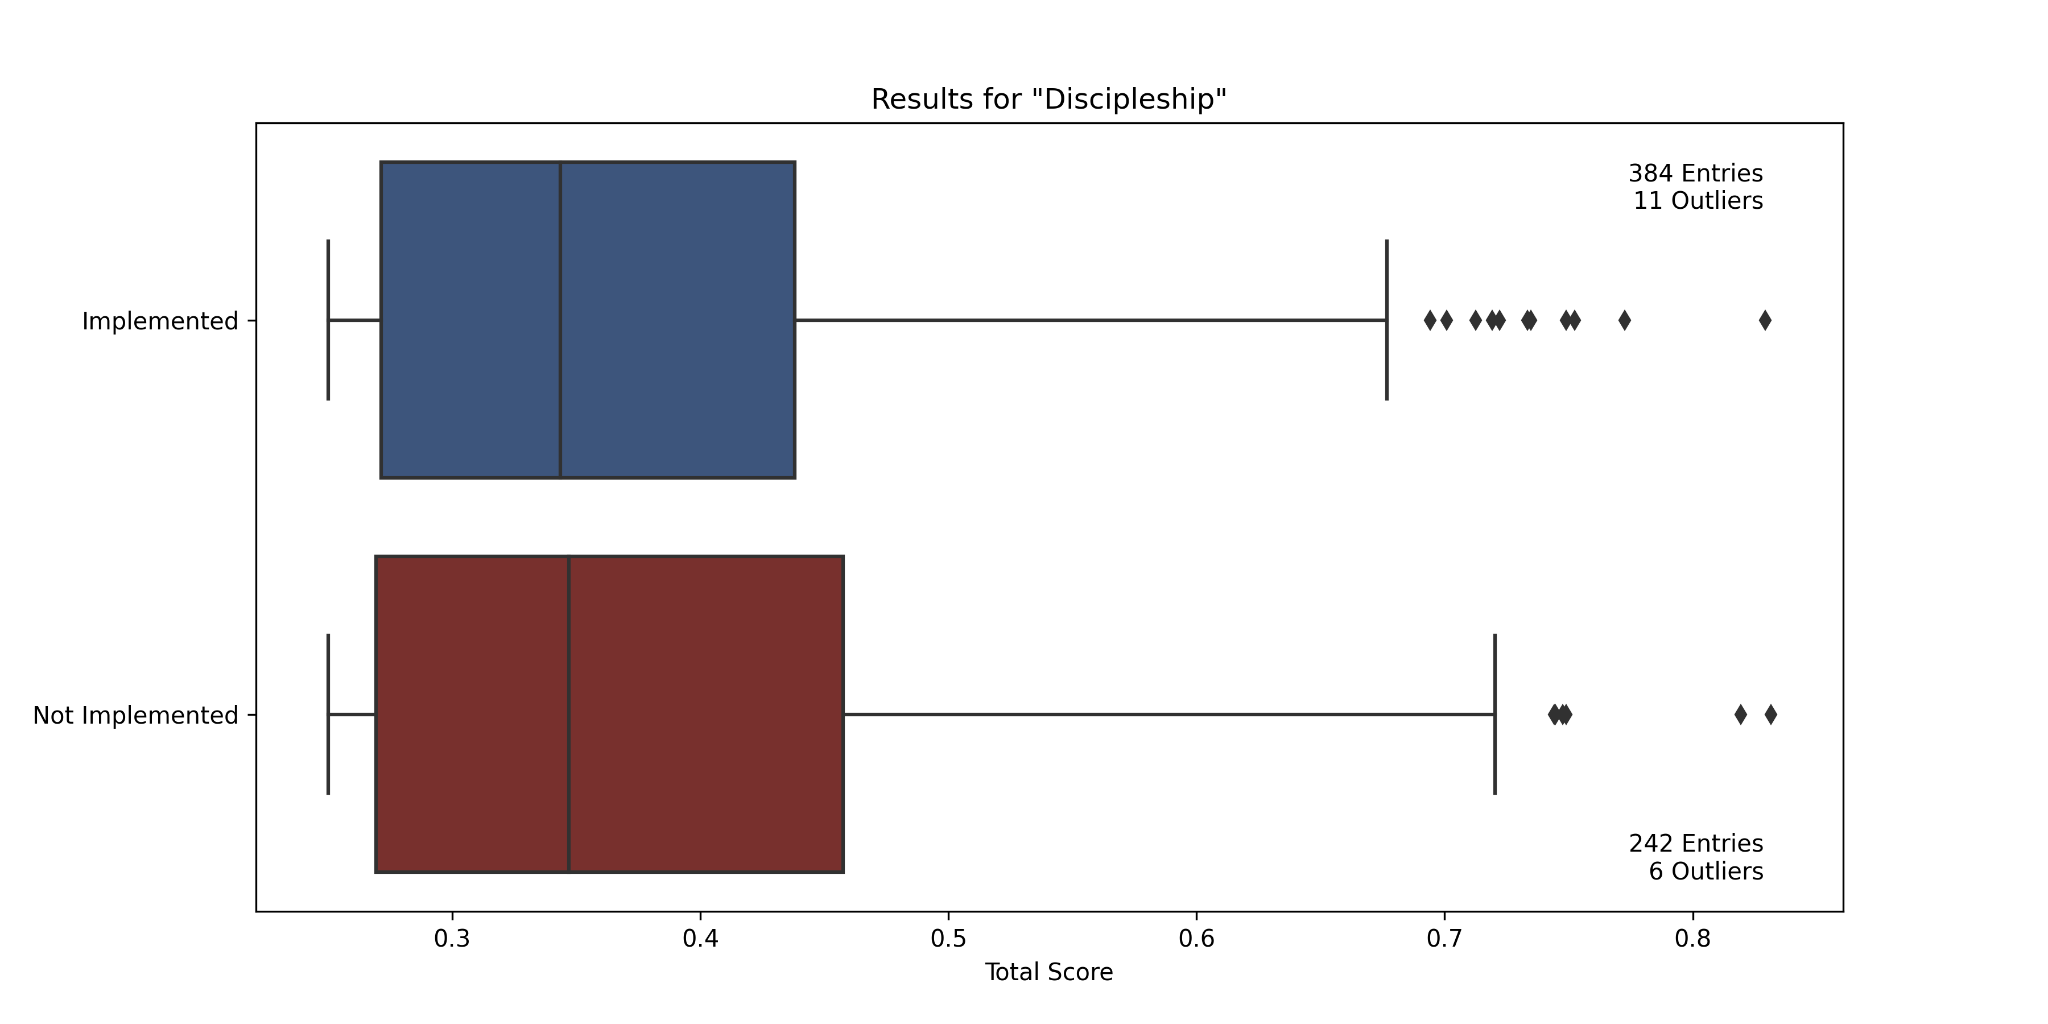 Results for "Discipleship"
384 Entries
11 Outliers
Implemented
Not Implemented
242 Entries
6 Outliers
0.3 0.4 0.5 0.6 0.7 0.8
Total Score